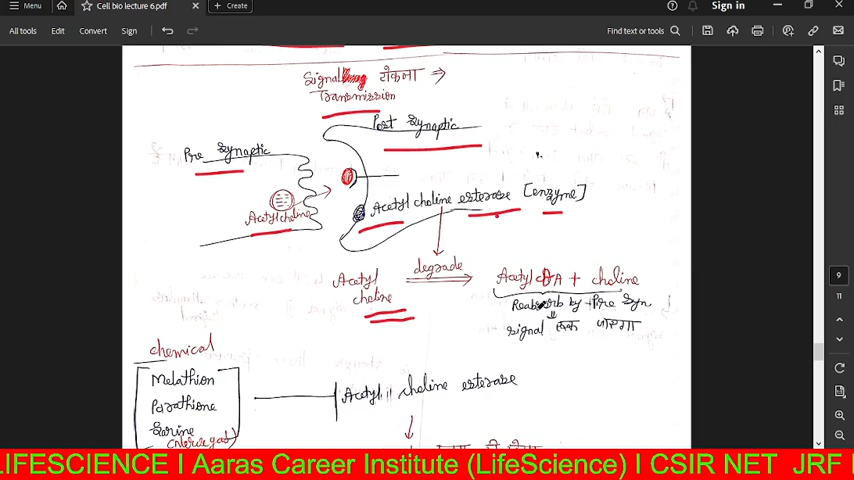 Menu
Cell bio lecture 6.pdf
Create
Sign in
All tools
Edit
Convert
Sign
Find text or tools
Signal रोकना ⇒
Transmission
Post Synaptic
Pre Synaptic
Acetyl choline esterase [enzyme]
Acetylcholine
degrade
Acetyl
choline
Acetyl CoA + choline
Reabsorb by Pre Syn
signal रुक जाएगा
chemical
Melathion
Parathione
Sarine
(Nerve gas)
Acetyl choline esterase
9
11
LIFESCIENCE I Aaras Career Institute (LifeScience) I CSIR NET JRF